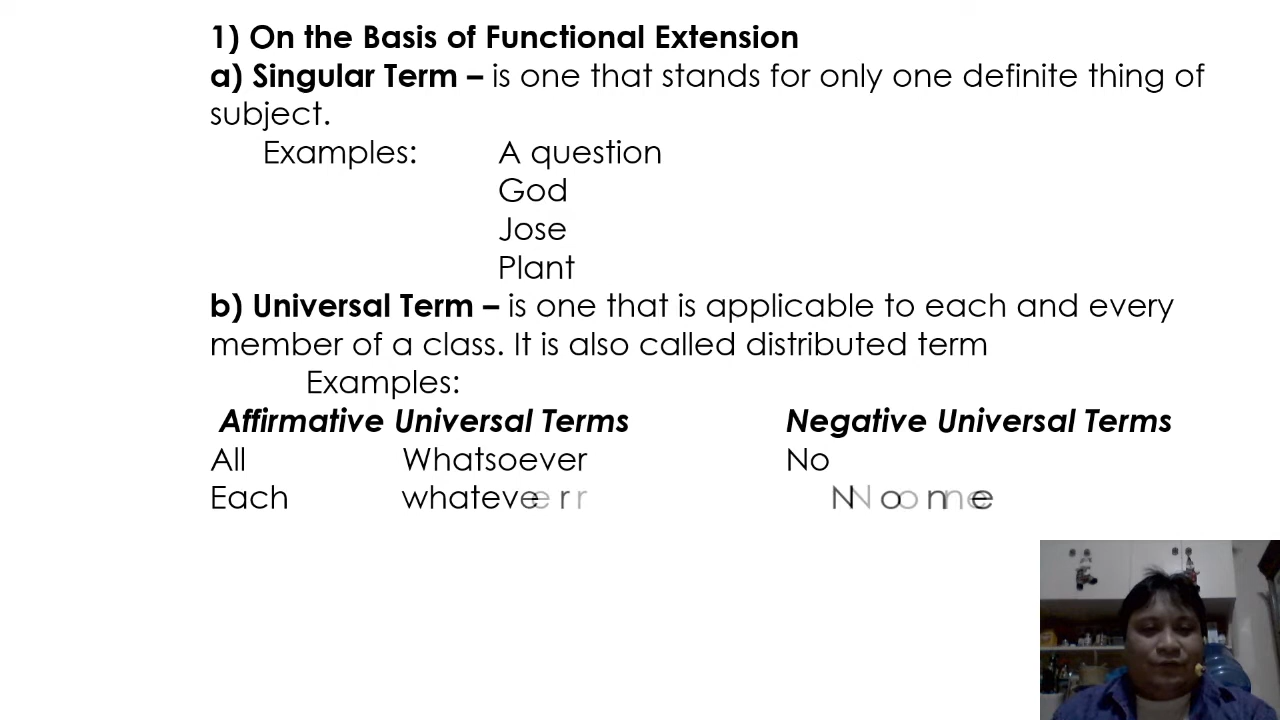 1) On the Basis of Functional Extension
a) Singular Term – is one that stands for only one definite thing of
subject.
Examples: A question
God
Jose
Plant
b) Universal Term – is one that is applicable to each and every
member of a class. It is also called distributed term
Examples:
Affirmative Universal Terms Negative Universal Terms
All Whatsoever No
Each whatever None